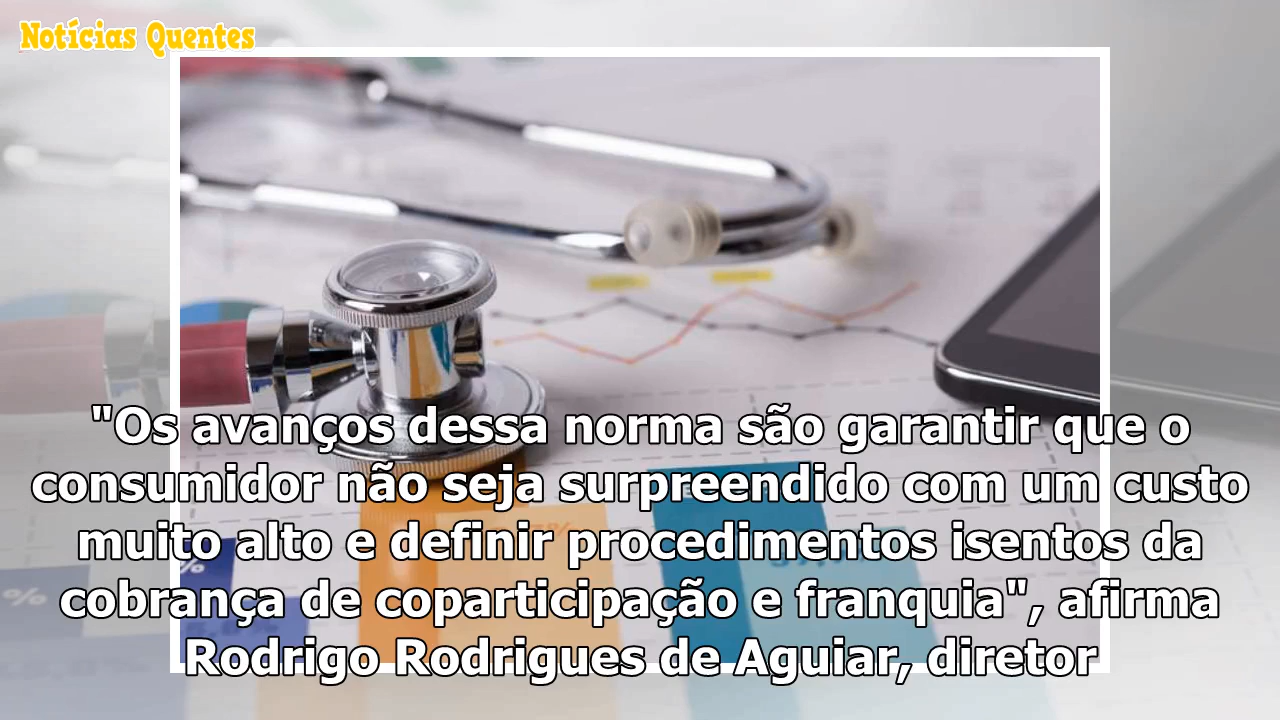 Notícias Quentes
"Os avanços dessa norma são garantir que o
consumidor não seja surpreendido com um custo
muito alto e definir procedimentos isentos da
cobrança de coparticipação e franquia", afirma
Rodrigo Rodrigues de Aguiar, diretor
%
%